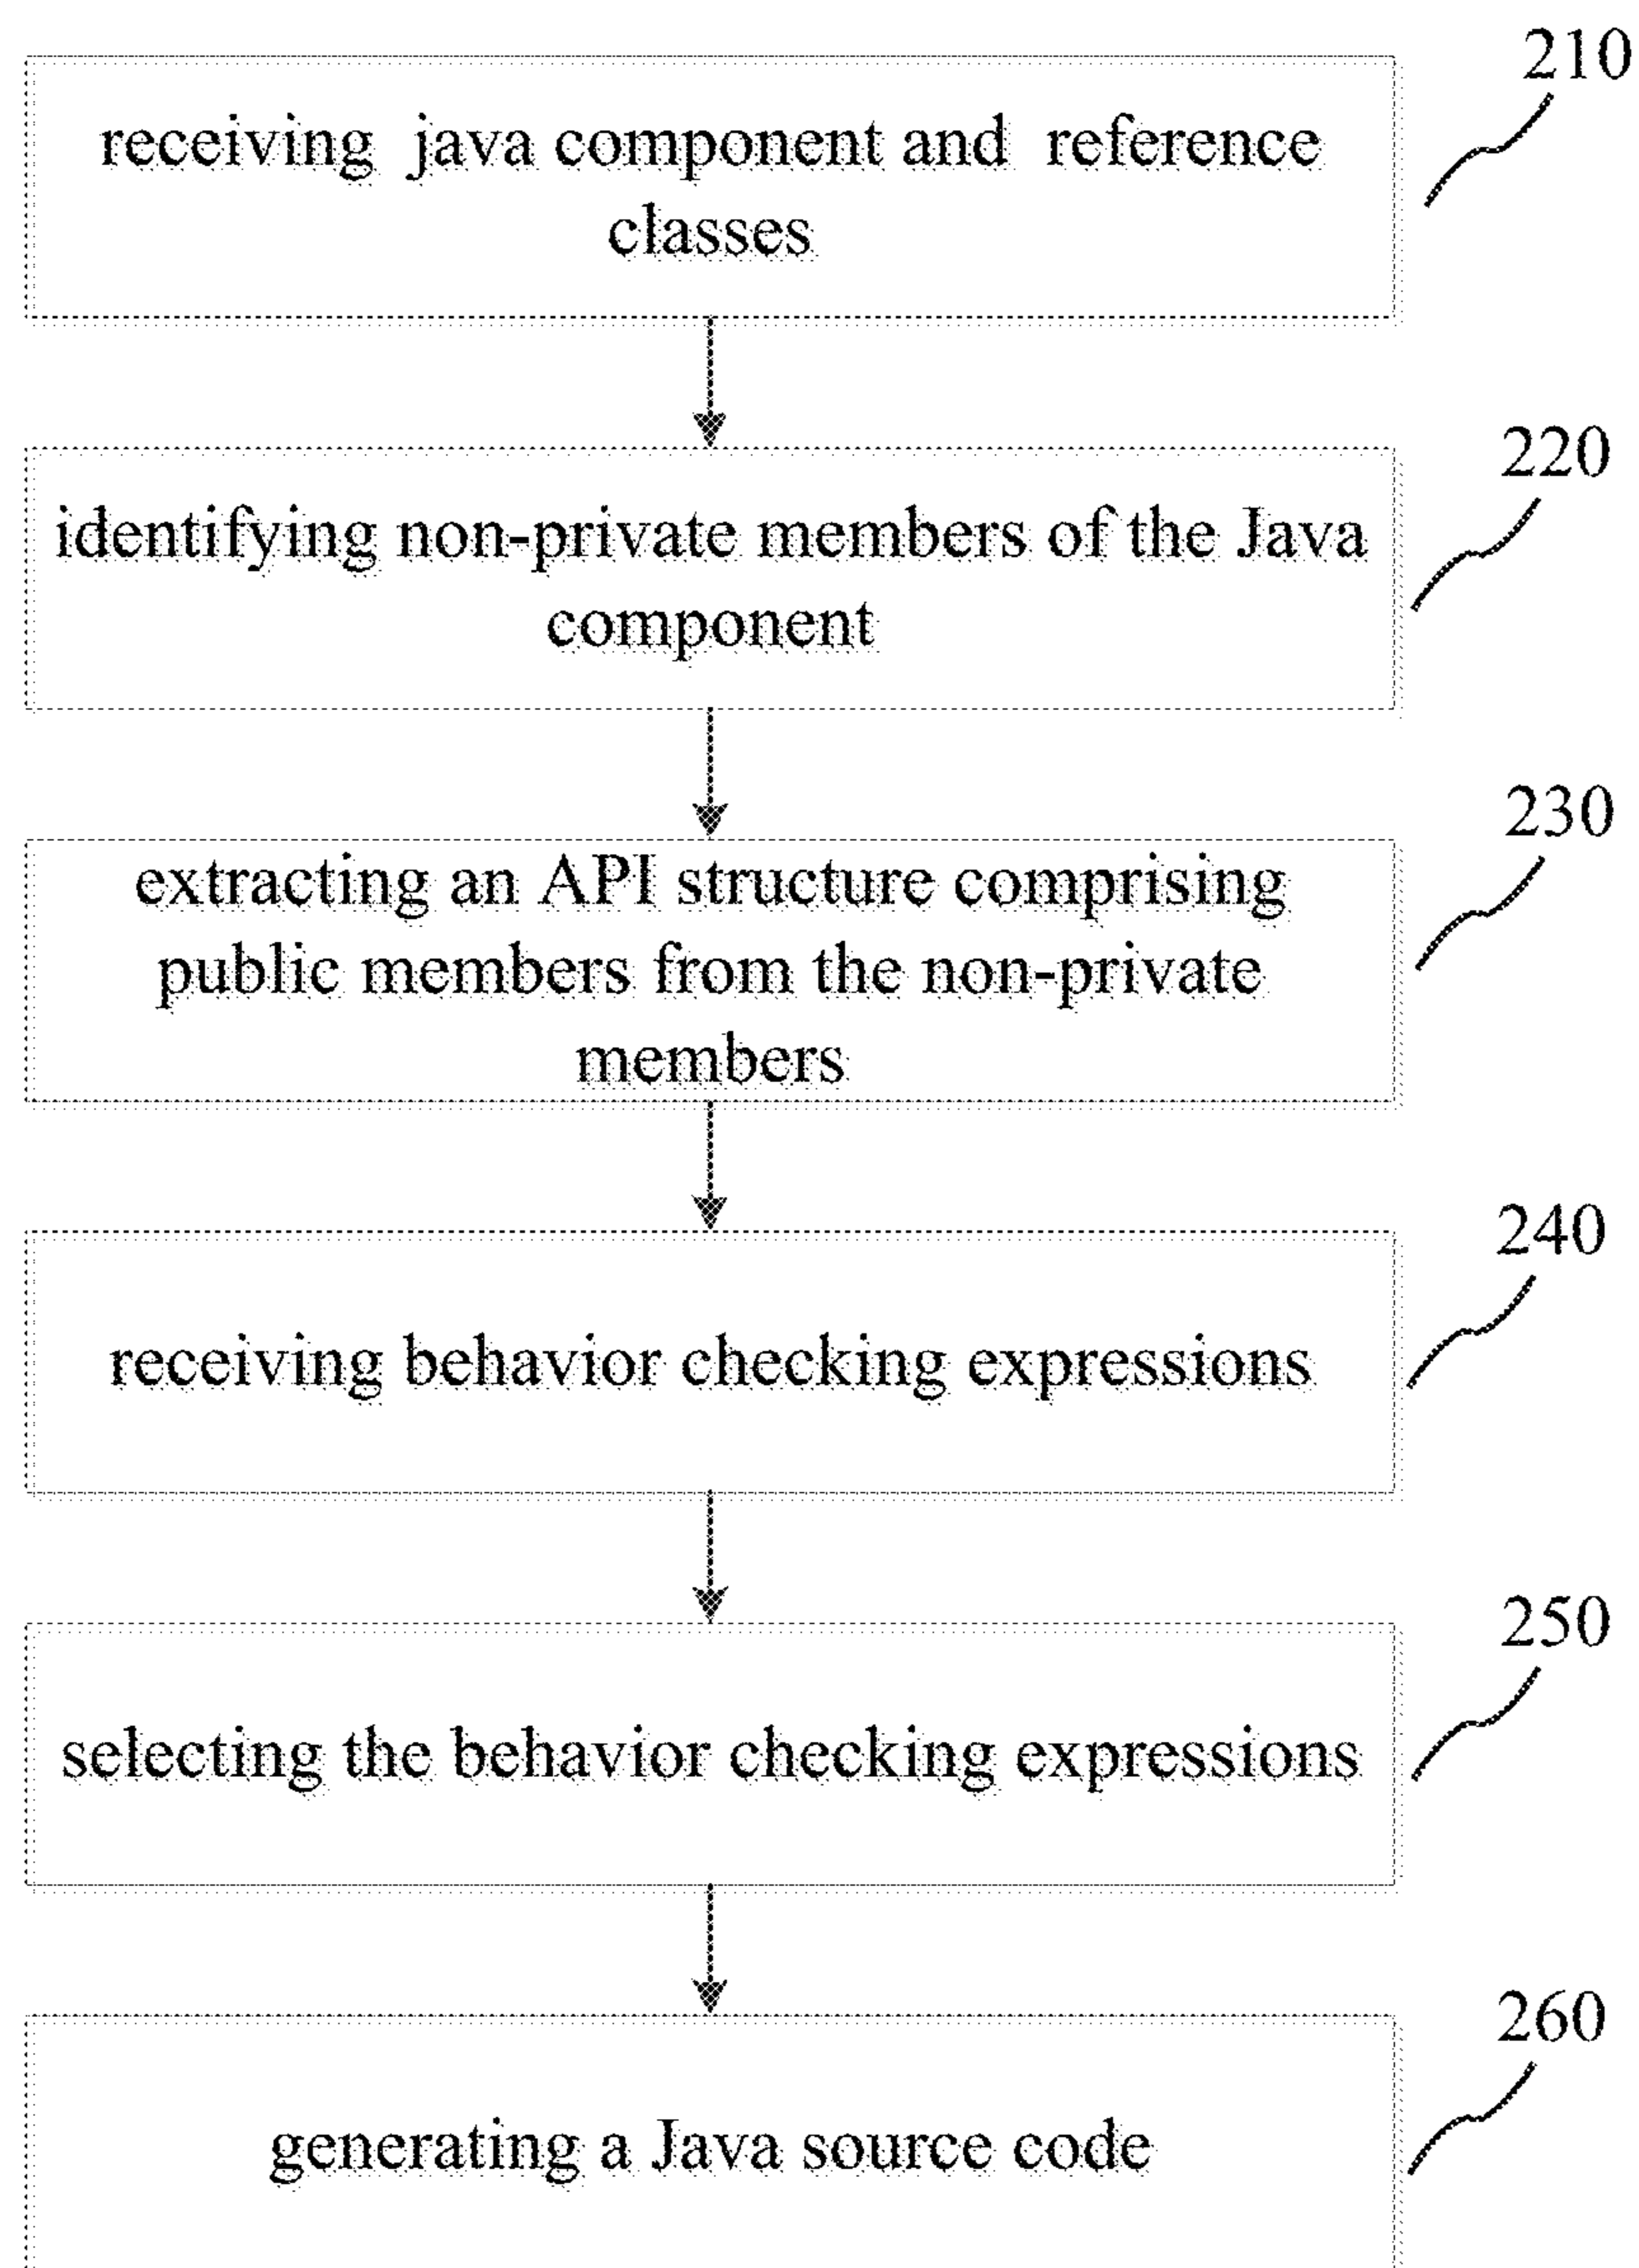 210
receiving java component and reference
classes
220
identifying non-private members of the Java
component
230
extracting an API structure comprising
public members from the non-private
members
240
receiving behavior checking expressions
250
selecting the behavior checking expressions
260
generating a Java source code